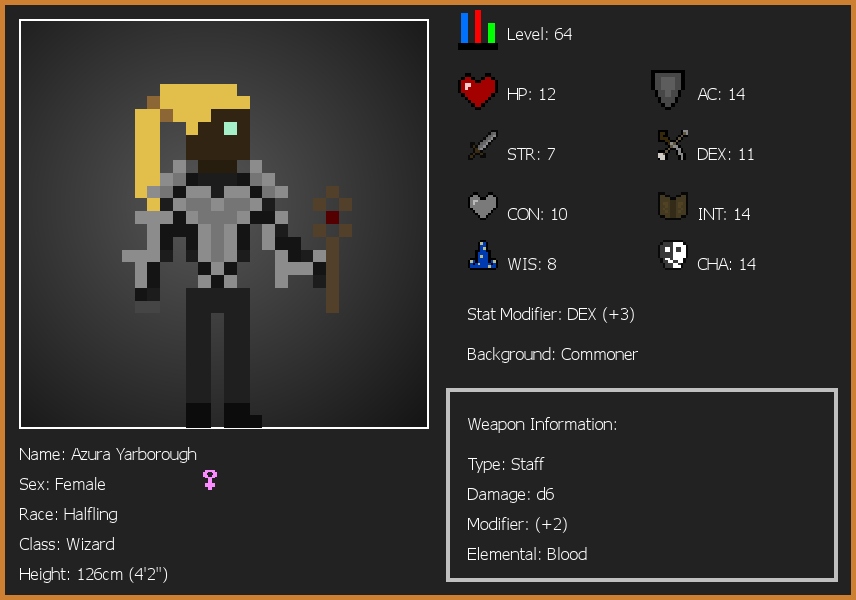 Level: 64
HP: 12
AC: 14
STR: 7
DEX: 11
CON: 10
INT: 14
WIS: 8
CHA: 14
Stat Modifier: DEX (+3)
Background: Commoner
Weapon Information:
Type: Staff
Damage: d6
Modifier: (+2)
Elemental: Blood
Name: Azura Yarborough
Sex: Female
Race: Halfling
Class: Wizard
Height: 126cm (4'2")